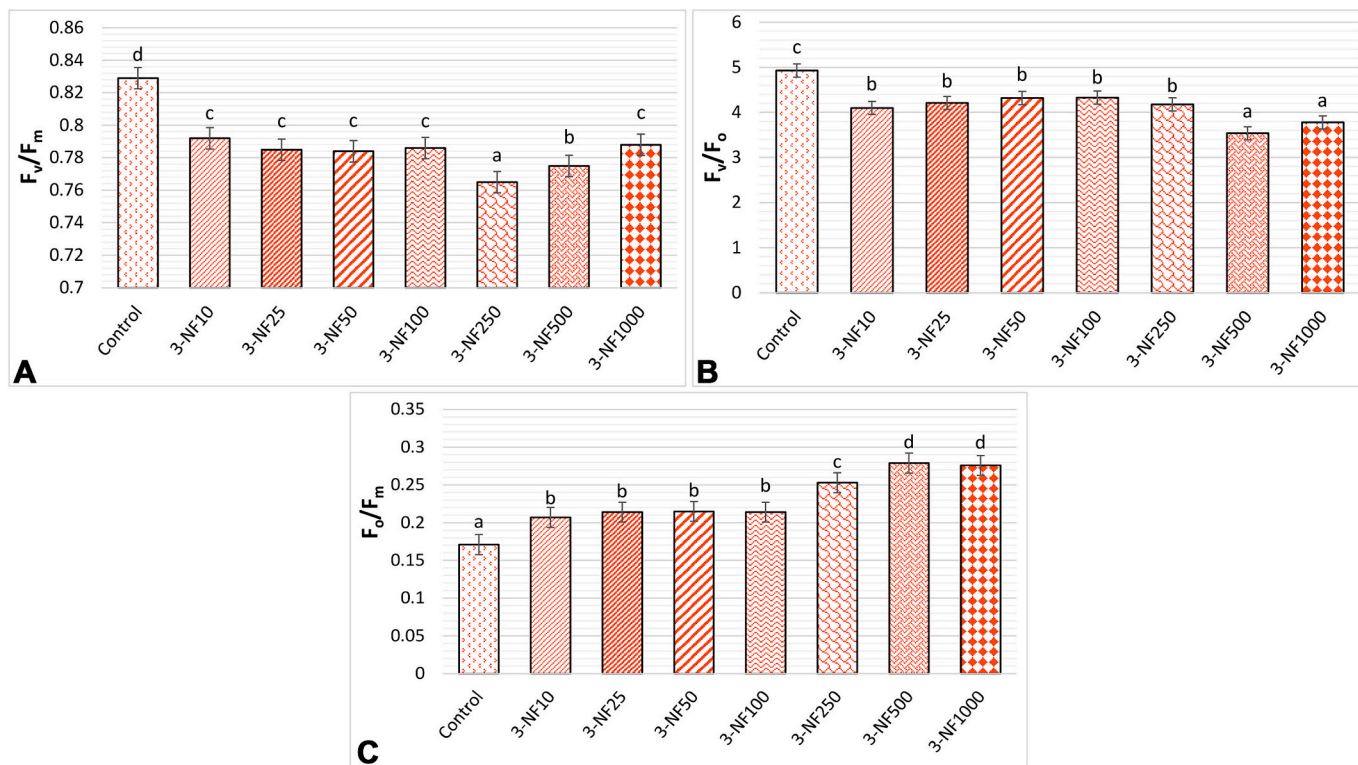 0.86
0.84
0.82
0.8
0.78
0.76
0.74
0.72
0.7
Fv/Fm
d
c
c
c
c
a
b
c
Control
3-NF10
3-NF25
3-NF50
3-NF100
3-NF250
3-NF500
3-NF1000
A
6
5
4
3
2
1
0
Fv/Fo
c
b
b
b
b
b
a
a
Control
3-NF10
3-NF25
3-NF50
3-NF100
3-NF250
3-NF500
3-NF1000
B
0.35
0.3
0.25
0.2
0.15
0.1
0.05
0
Fo/Fm
a
b
b
b
b
c
d
d
Control
3-NF10
3-NF25
3-NF50
3-NF100
3-NF250
3-NF500
3-NF1000
C